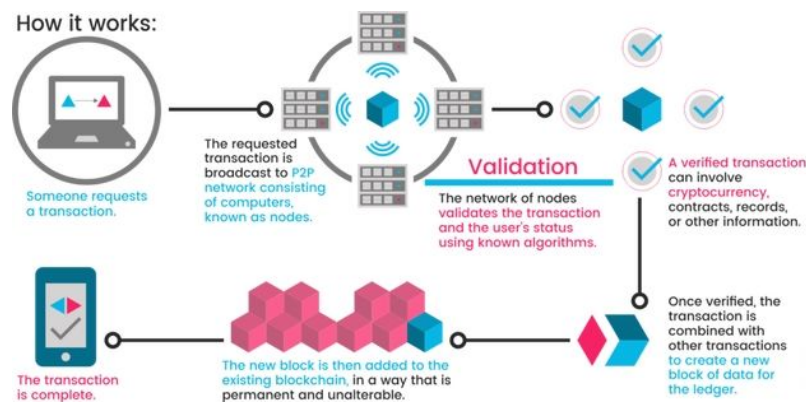 How it works:
Someone requests
a transaction.
The requested
transaction is
broadcast to P2P
network consisting
of computers,
known as nodes.
Validation
The network of nodes
validates the transaction
and the user's status
using known algorithms.
A verified transaction
can involve
cryptocurrency,
contracts, records,
or other information.
Once verified, the
transaction is
combined with
other transactions
to create a new
block of data for
the ledger.
The new block is then added to the
existing blockchain, in a way that is
permanent and unalterable.
The transaction
is complete.